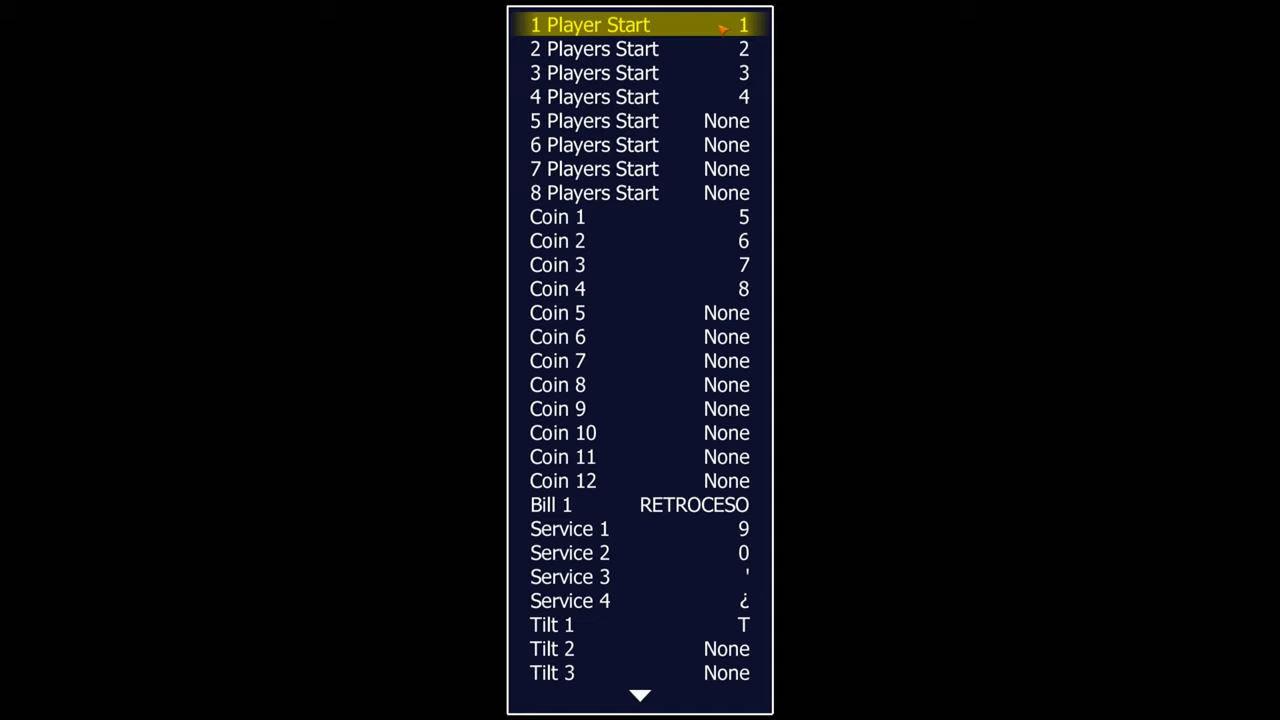 1 Player Start 1
2 Players Start 2
3 Players Start 3
4 Players Start 4
5 Players Start None
6 Players Start None
7 Players Start None
8 Players Start None
Coin 1 5
Coin 2 6
Coin 3 7
Coin 4 8
Coin 5 None
Coin 6 None
Coin 7 None
Coin 8 None
Coin 9 None
Coin 10 None
Coin 11 None
Coin 12 None
Bill 1 RETROCESO
Service 1 9
Service 2 0
Service 3 '
Service 4 ¿
Tilt 1 T
Tilt 2 None
Tilt 3 None